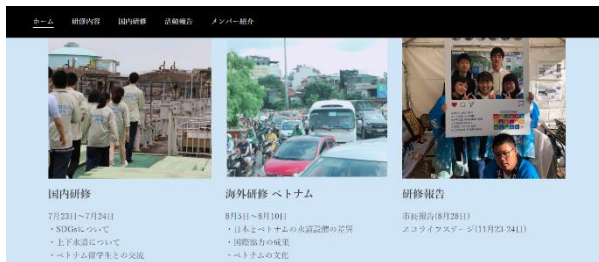 ホーム 研修内容 国内研修 活動報告 メンバー紹介
国内研修
7月23日～7月24日
・SDGsについて
・上下水道について
・ベトナム留学生との交流
海外研修 ベトナム
8月5日～8月10日
・日本とベトナムの水道設備の差異
・国際協力の成果
・ベトナムの文化
研修報告
市長報告(8月28日)
エコライフステージ(11月23-24日)